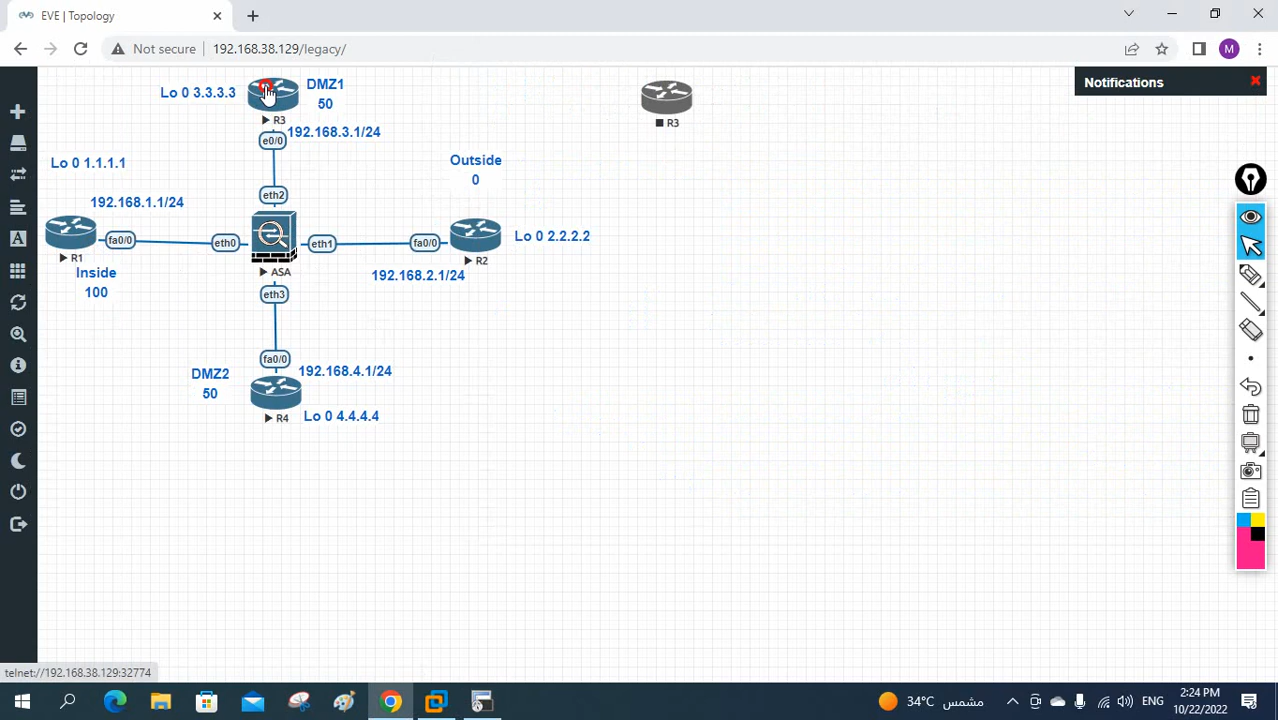 EVE | Topology
Not secure
192.168.38.129/legacy/
M
Notifications
Lo 0 3.3.3.3
DMZ1
50
R3
R3
192.168.3.1/24
e0/0
Lo 0 1.1.1.1
Outside
0
192.168.1.1/24
eth2
R1
fa0/0
eth0
eth1
fa0/0
R2
Lo 0 2.2.2.2
Inside
100
ASA
192.168.2.1/24
eth3
fa0/0
192.168.4.1/24
DMZ2
50
R4
Lo 0 4.4.4.4
telnet://192.168.38.129:32774
34°C
مشمس
ENG
2:24 PM
10/22/2022